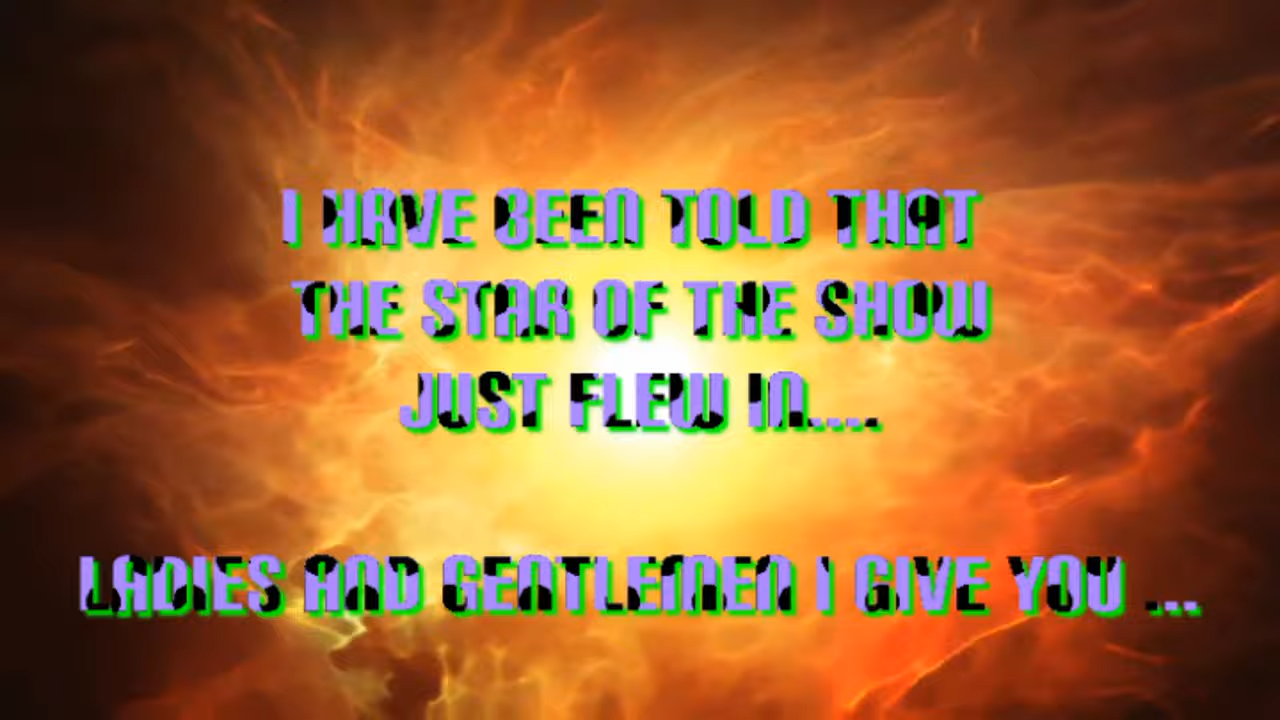 I HAVE BEEN TOLD THAT
THE STAR OF THE SHOW
JUST FLEW IN....
LADIES AND GENTLEMEN I GIVE YOU ...